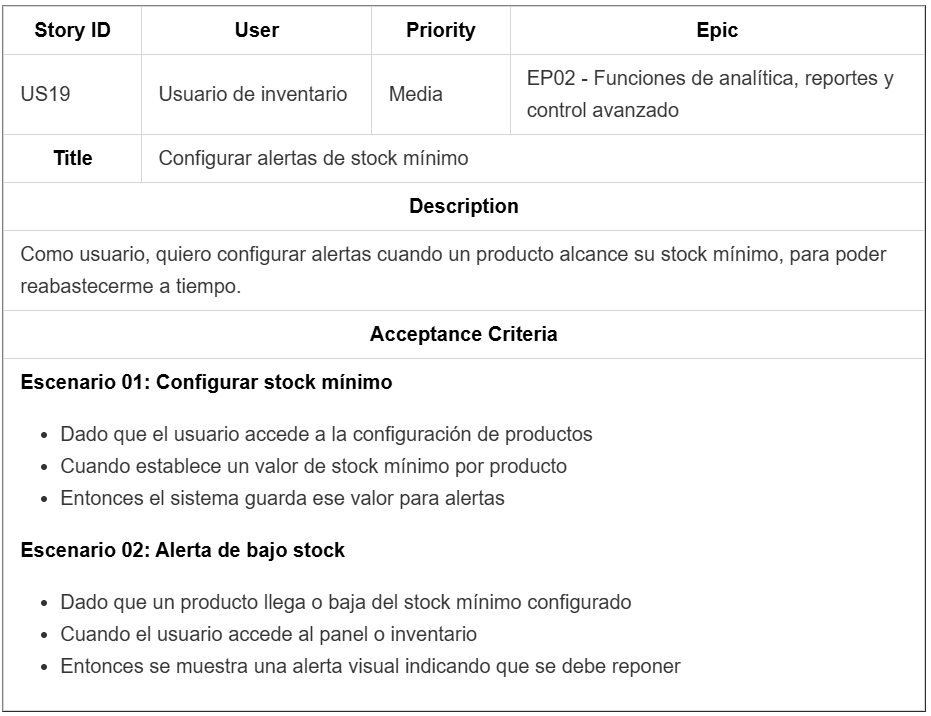 Story ID User Priority Epic
US19 Usuario de inventario Media EP02 - Funciones de analítica, reportes y
control avanzado
Title Configurar alertas de stock mínimo
Description
Como usuario, quiero configurar alertas cuando un producto alcance su stock mínimo, para poder
reabastecerme a tiempo.
Acceptance Criteria
Escenario 01: Configurar stock mínimo
• Dado que el usuario accede a la configuración de productos
• Cuando establece un valor de stock mínimo por producto
• Entonces el sistema guarda ese valor para alertas
Escenario 02: Alerta de bajo stock
• Dado que un producto llega o baja del stock mínimo configurado
• Cuando el usuario accede al panel o inventario
• Entonces se muestra una alerta visual indicando que se debe reponer